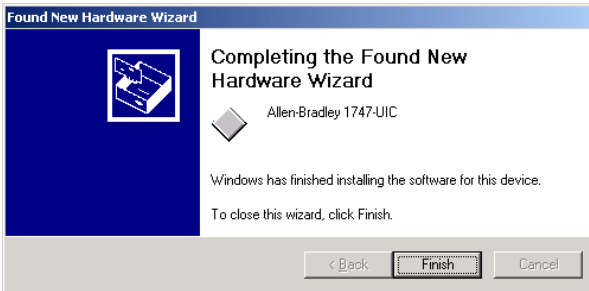 Found New Hardware Wizard
Completing the Found New
Hardware Wizard
Allen-Bradley 1747-UIC
Windows has finished installing the software for this device.
To close this wizard, click Finish.
< Back
Finish
Cancel